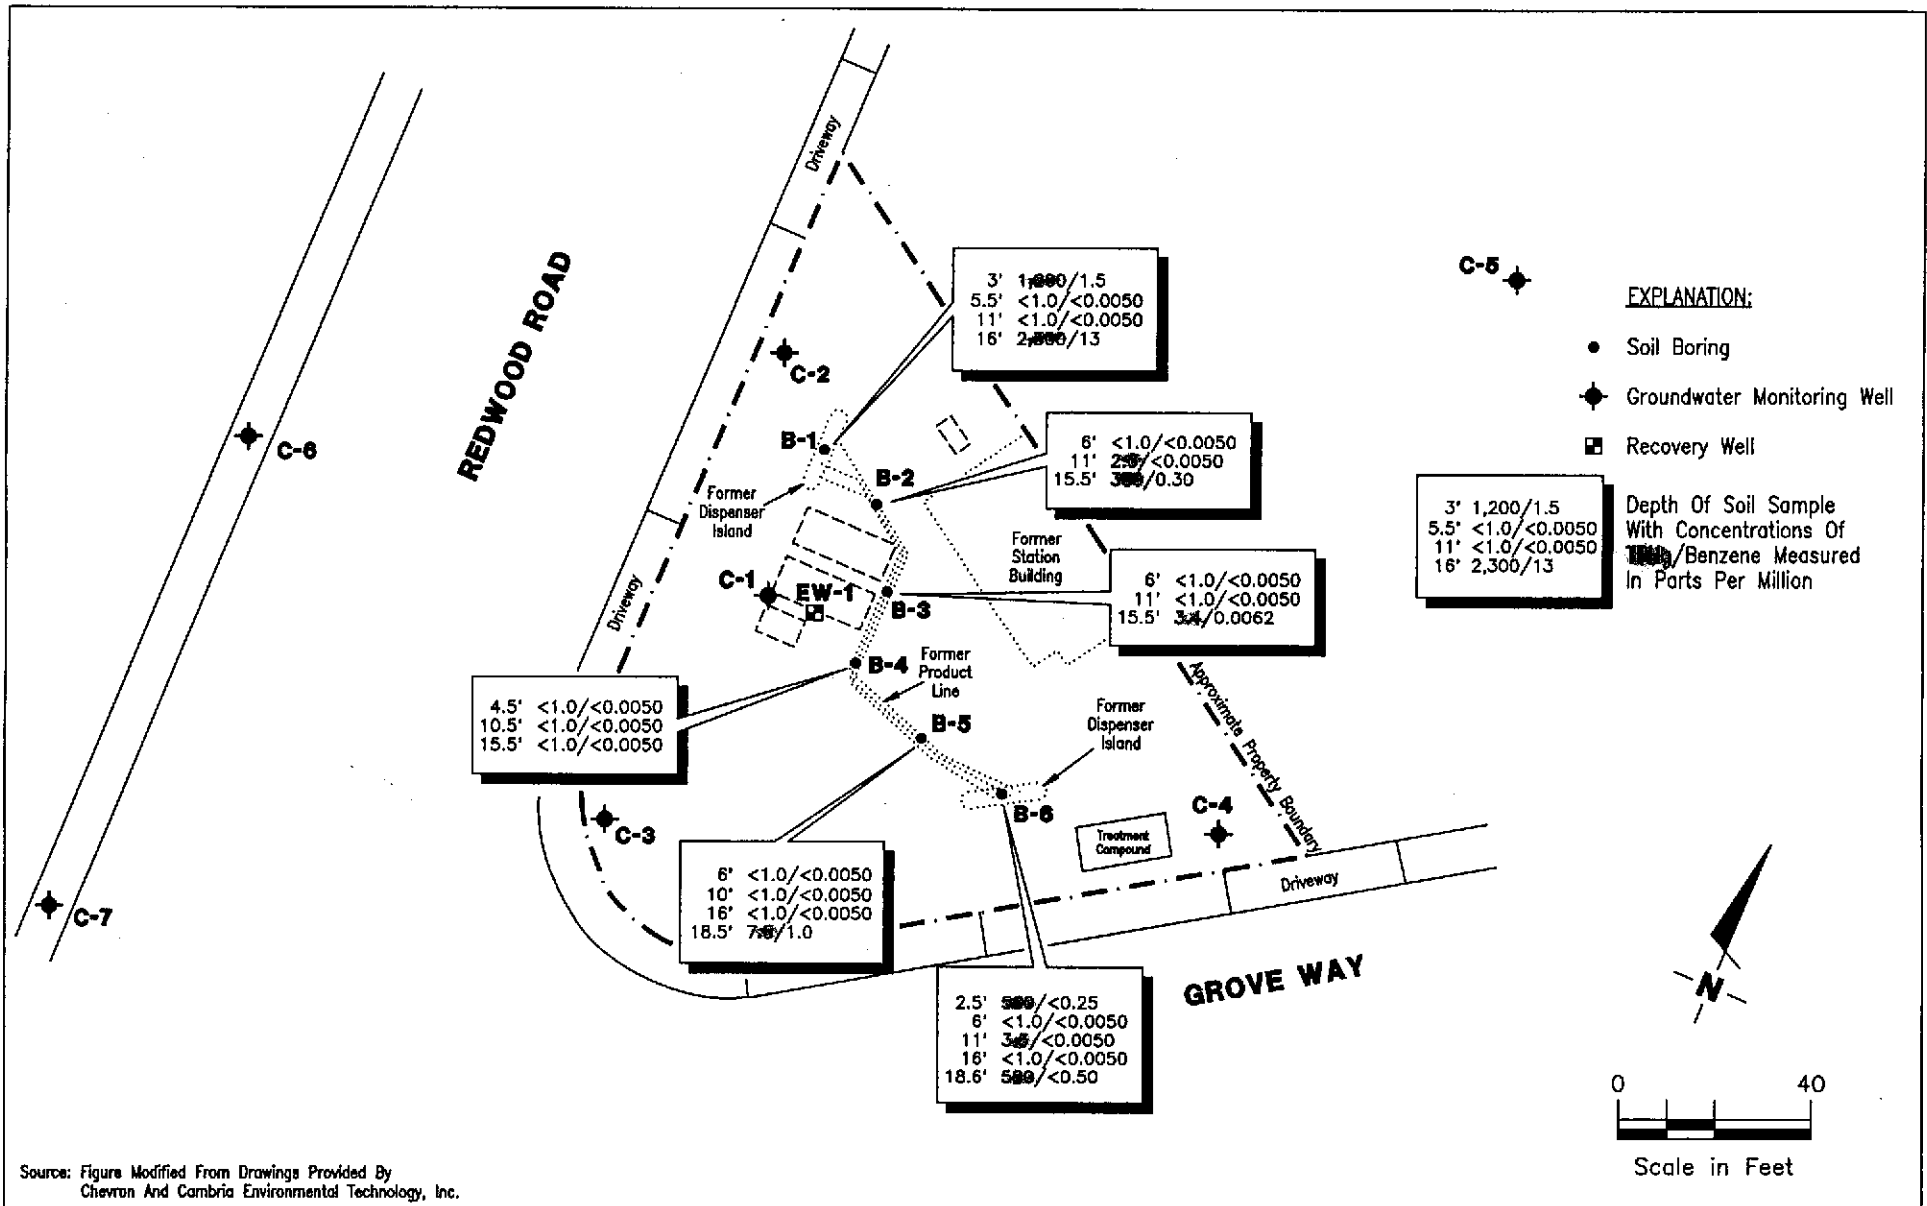 Driveway
REDWOOD ROAD
3' /1.5
5.5' <1.0/<0.0050
11' <1.0/<0.0050
16' /13
C-5
EXPLANATION:
Soil Boring
Groundwater Monitoring Well
Recovery Well
3' 1,200/1.5
5.5' <1.0/<0.0050
11' <1.0/<0.0050
16' 2,300/13
Depth Of Soil Sample
With Concentrations Of
/Benzene Measured
In Parts Per Million
C-2
C-6
B-1
B-2
6' <1.0/<0.0050
11' /<0.0050
15.5' /0.30
Former
Dispenser
Island
Former
Station
Building
C-1
EW-1
B-3
6' <1.0/<0.0050
11' <1.0/<0.0050
15.5' /0.0062
Driveway
B-4
Former
Product
Line
4.5' <1.0/<0.0050
10.5' <1.0/<0.0050
15.5' <1.0/<0.0050
B-5
Former
Dispenser
Island
Approximate Property Boundary
B-6
C-4
Treatment
Compound
C-3
Driveway
C-7
6' <1.0/<0.0050
10' <1.0/<0.0050
16' <1.0/<0.0050
18.5' /1.0
GROVE WAY
2.5' /<0.25
6' <1.0/<0.0050
11' /<0.0050
16' <1.0/<0.0050
18.6' /<0.50
N
0 40
Scale in Feet
Source: Figure Modified From Drawings Provided By
Chevron And Cambria Environmental Technology, Inc.